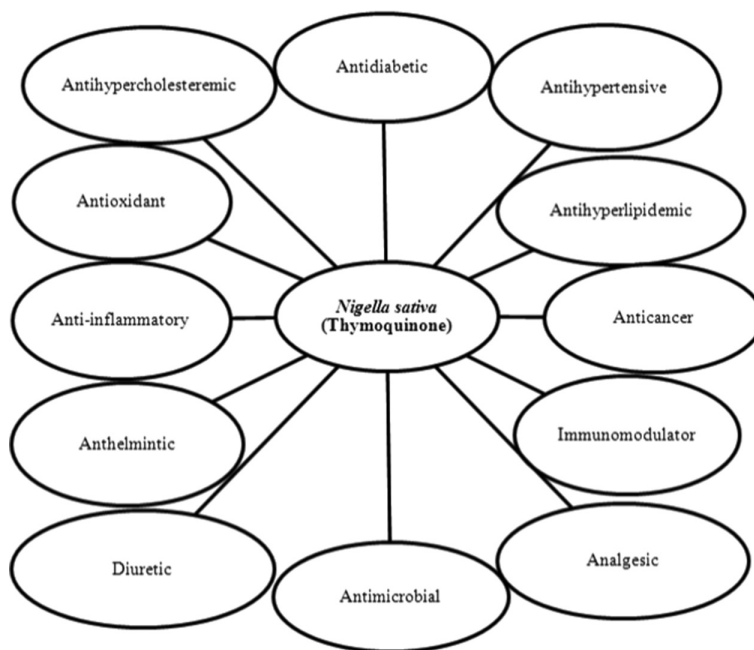 Antihypercholesteremic
Antidiabetic
Antihypertensive
Antioxidant
Antihyperlipidemic
Anti-inflammatory
Nigella sativa
(Thymoquinone)
Anticancer
Anthelmintic
Immunomodulator
Diuretic
Antimicrobial
Analgesic